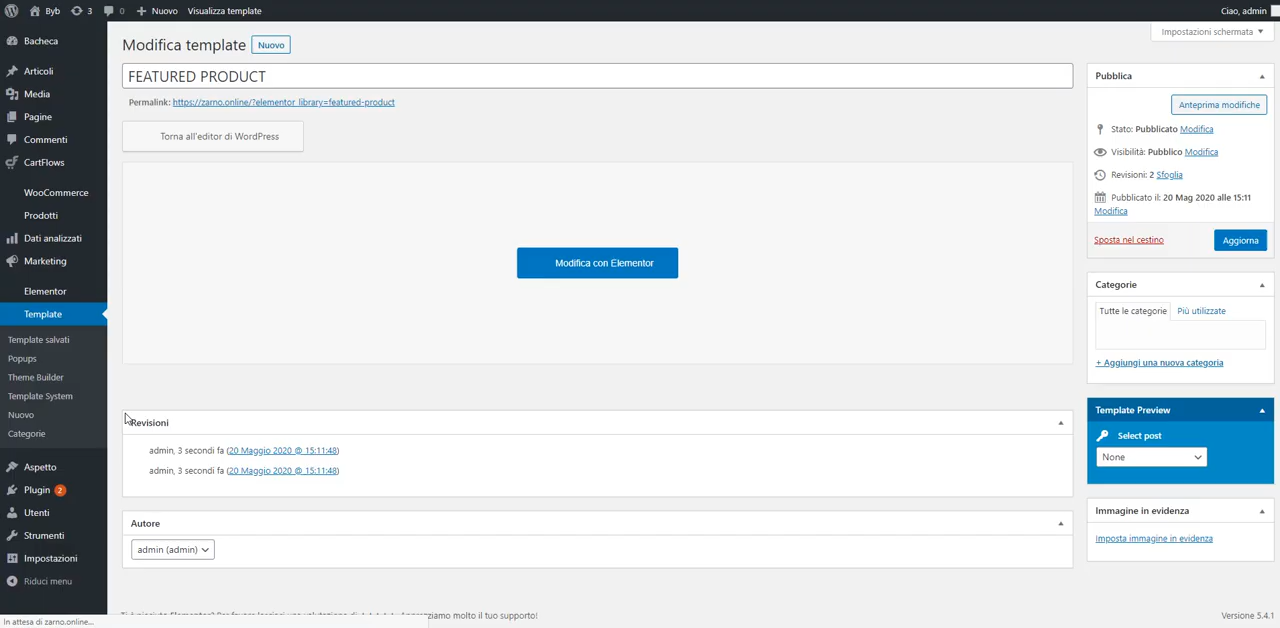 Byb 3 0 Nuovo Visualizza template Ciao, admin
Impostazioni schermata
Bacheca
Articoli
Media
Pagine
Commenti
CartFlows
WooCommerce
Prodotti
Dati analizzati
Marketing
Elementor
Template
Template salvati
Popups
Theme Builder
Template System
Nuovo
Categorie
Aspetto
Plugin 2
Utenti
Strumenti
Impostazioni
Riduci menu
In attesa di zarno.online...
Modifica template Nuovo
FEATURED PRODUCT
Permalink: https://zarno.online/?elementor_library=featured-product
Torna all'editor di WordPress
Modifica con Elementor
Revisioni
admin, 3 secondi fa (20 Maggio 2020 @ 15:11:48)
admin, 3 secondi fa (20 Maggio 2020 @ 15:11:48)
Autore
admin (admin)
ziamo molto il tuo supporto!
Pubblica
Anteprima modifiche
Stato: Pubblicato Modifica
Visibilità: Pubblico Modifica
Revisioni: 2 Sfoglia
Pubblicato il: 20 Mag 2020 alle 15:11
Modifica
Sposta nel cestino Aggiorna
Categorie
Tutte le categorie Più utilizzate
+ Aggiungi una nuova categoria
Template Preview
Select post
None
Immagine in evidenza
Imposta immagine in evidenza
Versione 5.4.1